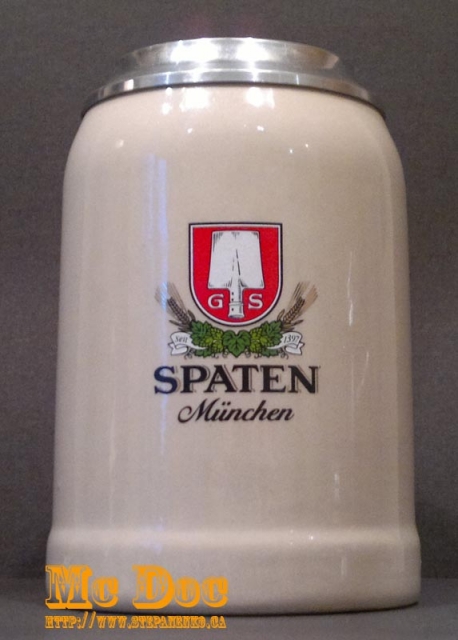 G S
Seit 1397
SPATEN
München
Mc Doc
HTTP://WWW.STEPANENKO.CA